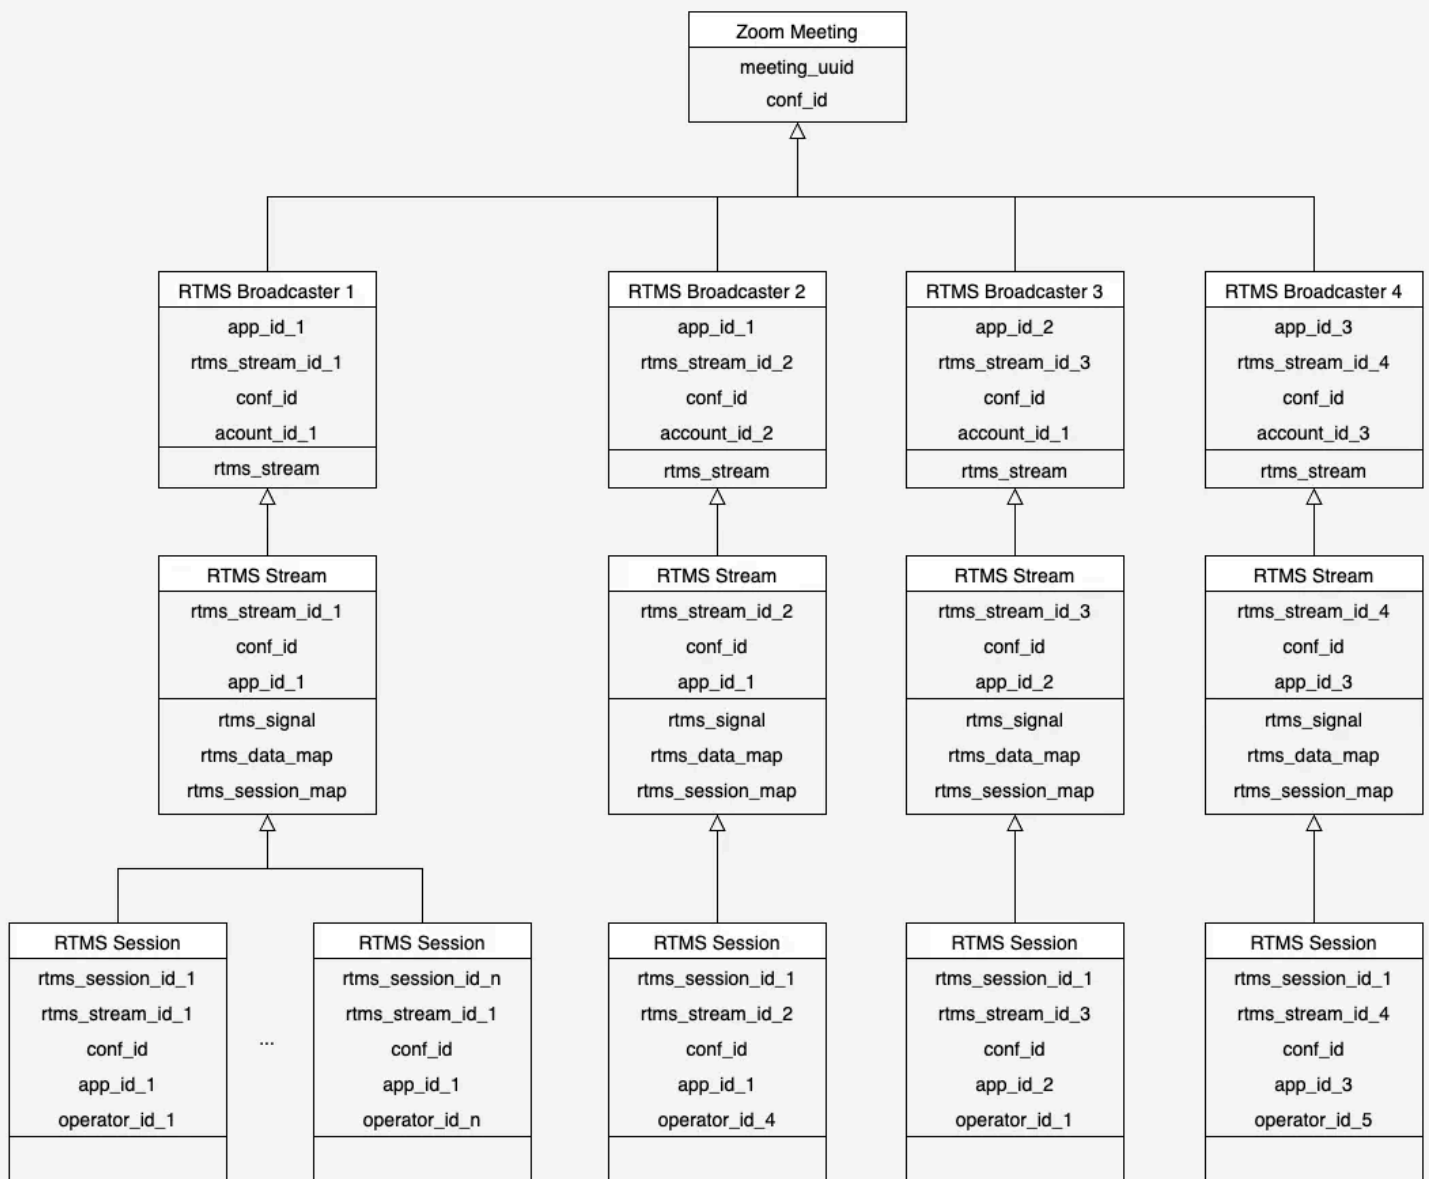 Zoom Meeting
meeting_uuid
conf_id
RTMS Broadcaster 1
app_id_1
rtms_stream_id_1
conf_id
acount_id_1
rtms_stream
RTMS Broadcaster 2
app_id_1
rtms_stream_id_2
conf_id
account_id_2
rtms_stream
RTMS Broadcaster 3
app_id_2
rtms_stream_id_3
conf_id
account_id_1
rtms_stream
RTMS Broadcaster 4
app_id_3
rtms_stream_id_4
conf_id
account_id_3
rtms_stream
RTMS Stream
rtms_stream_id_1
conf_id
app_id_1
rtms_signal
rtms_data_map
rtms_session_map
RTMS Stream
rtms_stream_id_2
conf_id
app_id_1
rtms_signal
rtms_data_map
rtms_session_map
RTMS Stream
rtms_stream_id_3
conf_id
app_id_2
rtms_signal
rtms_data_map
rtms_session_map
RTMS Stream
rtms_stream_id_4
conf_id
app_id_3
rtms_signal
rtms_data_map
rtms_session_map
RTMS Session
rtms_session_id_1
rtms_stream_id_1
conf_id
app_id_1
operator_id_1
...
RTMS Session
rtms_session_id_n
rtms_stream_id_1
conf_id
app_id_1
operator_id_n
RTMS Session
rtms_session_id_1
rtms_stream_id_2
conf_id
app_id_1
operator_id_4
RTMS Session
rtms_session_id_1
rtms_stream_id_3
conf_id
app_id_2
operator_id_1
RTMS Session
rtms_session_id_1
rtms_stream_id_4
conf_id
app_id_3
operator_id_5